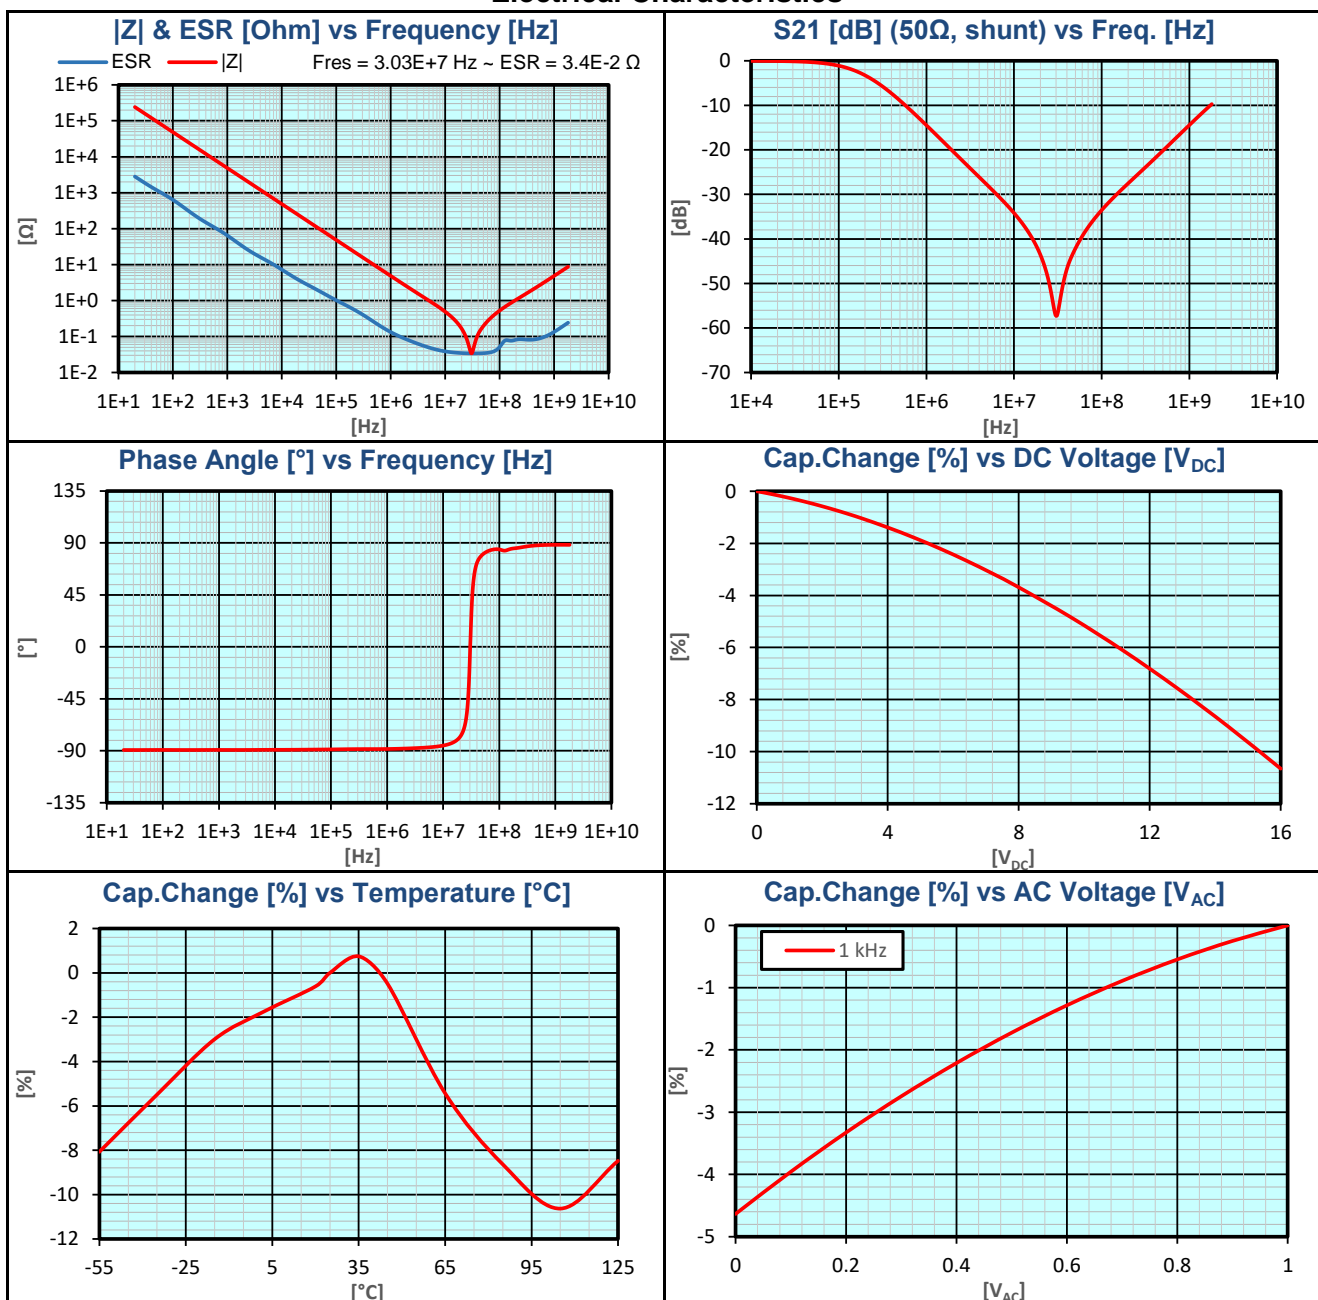 |Z| & ESR [Ohm] vs Frequency [Hz]
ESR |Z| Fres = 3.03E+7 Hz ~ ESR = 3.4E-2 Ω
1E+6
1E+5
1E+4
1E+3
1E+2
1E+1
1E+0
1E-1
1E-2
[Ω]
1E+1 1E+2 1E+3 1E+4 1E+5 1E+6 1E+7 1E+8 1E+9 1E+10
[Hz]
S21 [dB] (50Ω, shunt) vs Freq. [Hz]
0
-10
-20
-30
-40
-50
-60
-70
[dB]
1E+4 1E+5 1E+6 1E+7 1E+8 1E+9 1E+10
[Hz]
Phase Angle [°] vs Frequency [Hz]
135
90
45
0
-45
-90
-135
[°]
1E+1 1E+2 1E+3 1E+4 1E+5 1E+6 1E+7 1E+8 1E+9 1E+10
[Hz]
Cap.Change [%] vs DC Voltage [VDC]
0
-2
-4
-6
-8
-10
-12
[%]
0 4 8 12 16
[VDC]
Cap.Change [%] vs Temperature [°C]
2
0
-2
-4
-6
-8
-10
-12
[%]
-55 -25 5 35 65 95 125
[°C]
Cap.Change [%] vs AC Voltage [VAC]
1 kHz
0
-1
-2
-3
-4
-5
[%]
0 0.2 0.4 0.6 0.8 1
[VAC]